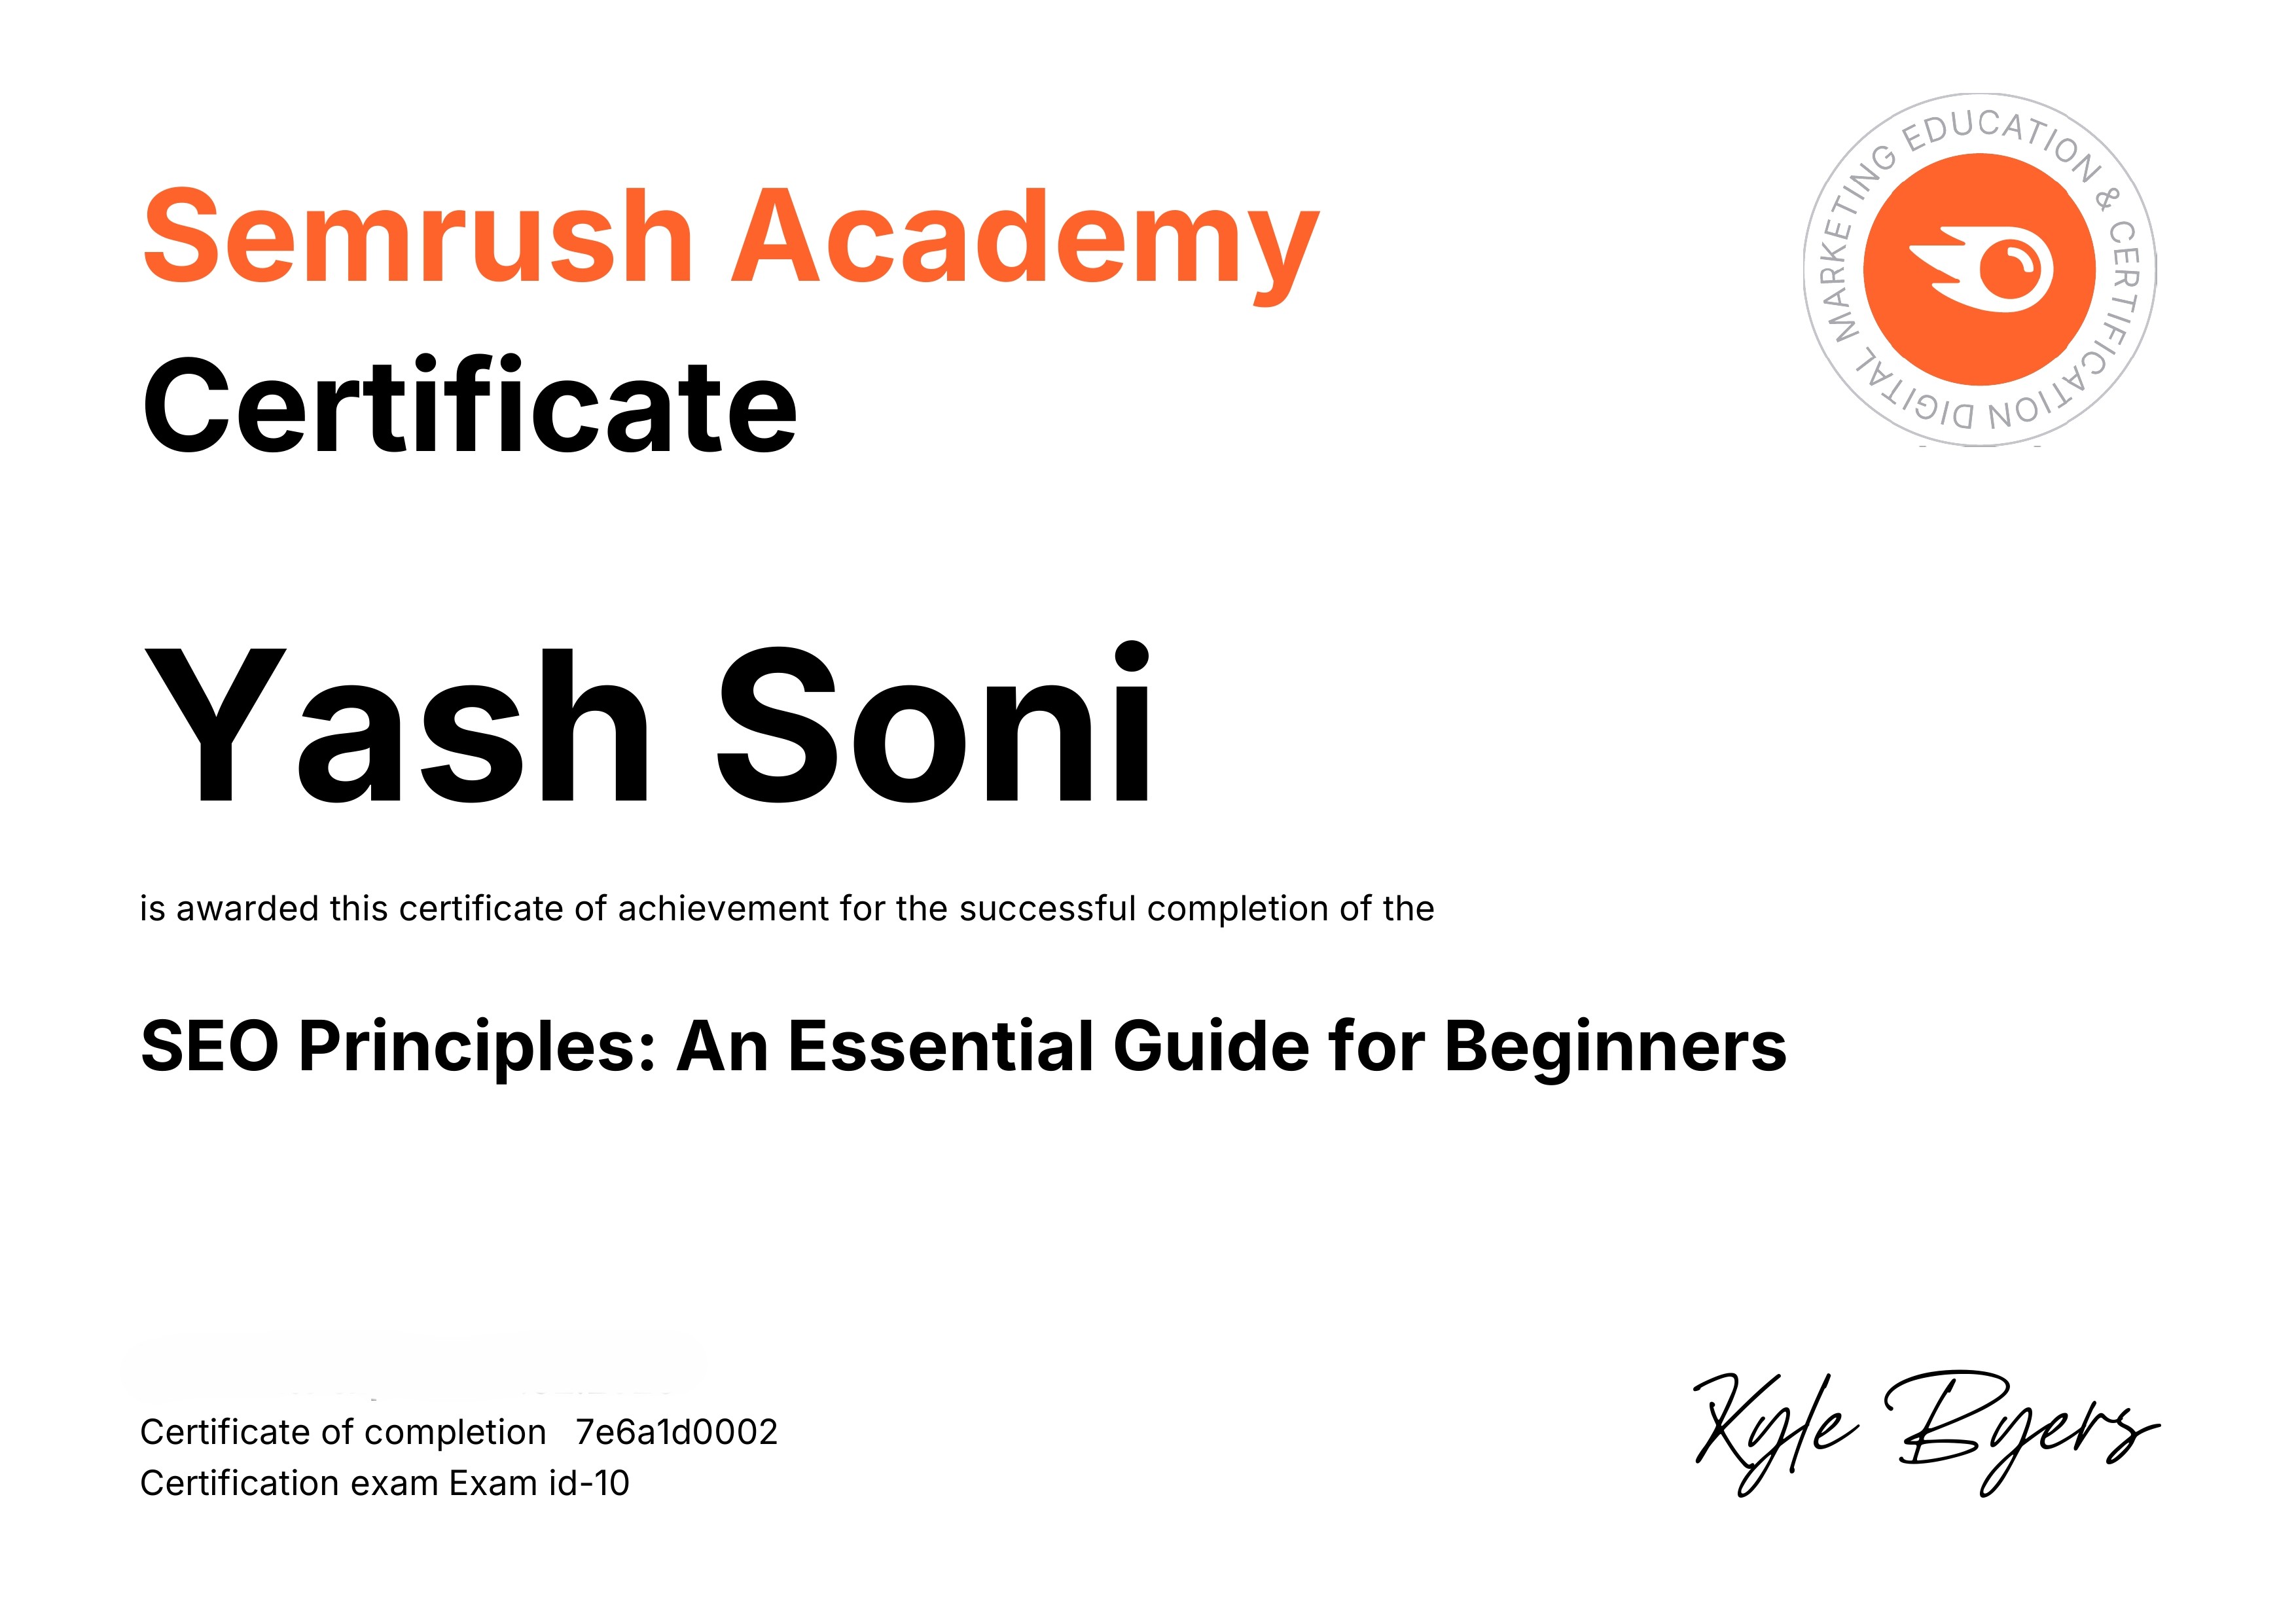 Semrush Academy
Certificate
DIGITAL MARKETING EDUCATION & CERTIFICATION
Yash Soni
is awarded this certificate of achievement for the successful completion of the
SEO Principles: An Essential Guide for Beginners
Certificate of completion 7e6a1d0002
Certification exam Exam id-10
Kyle Byers